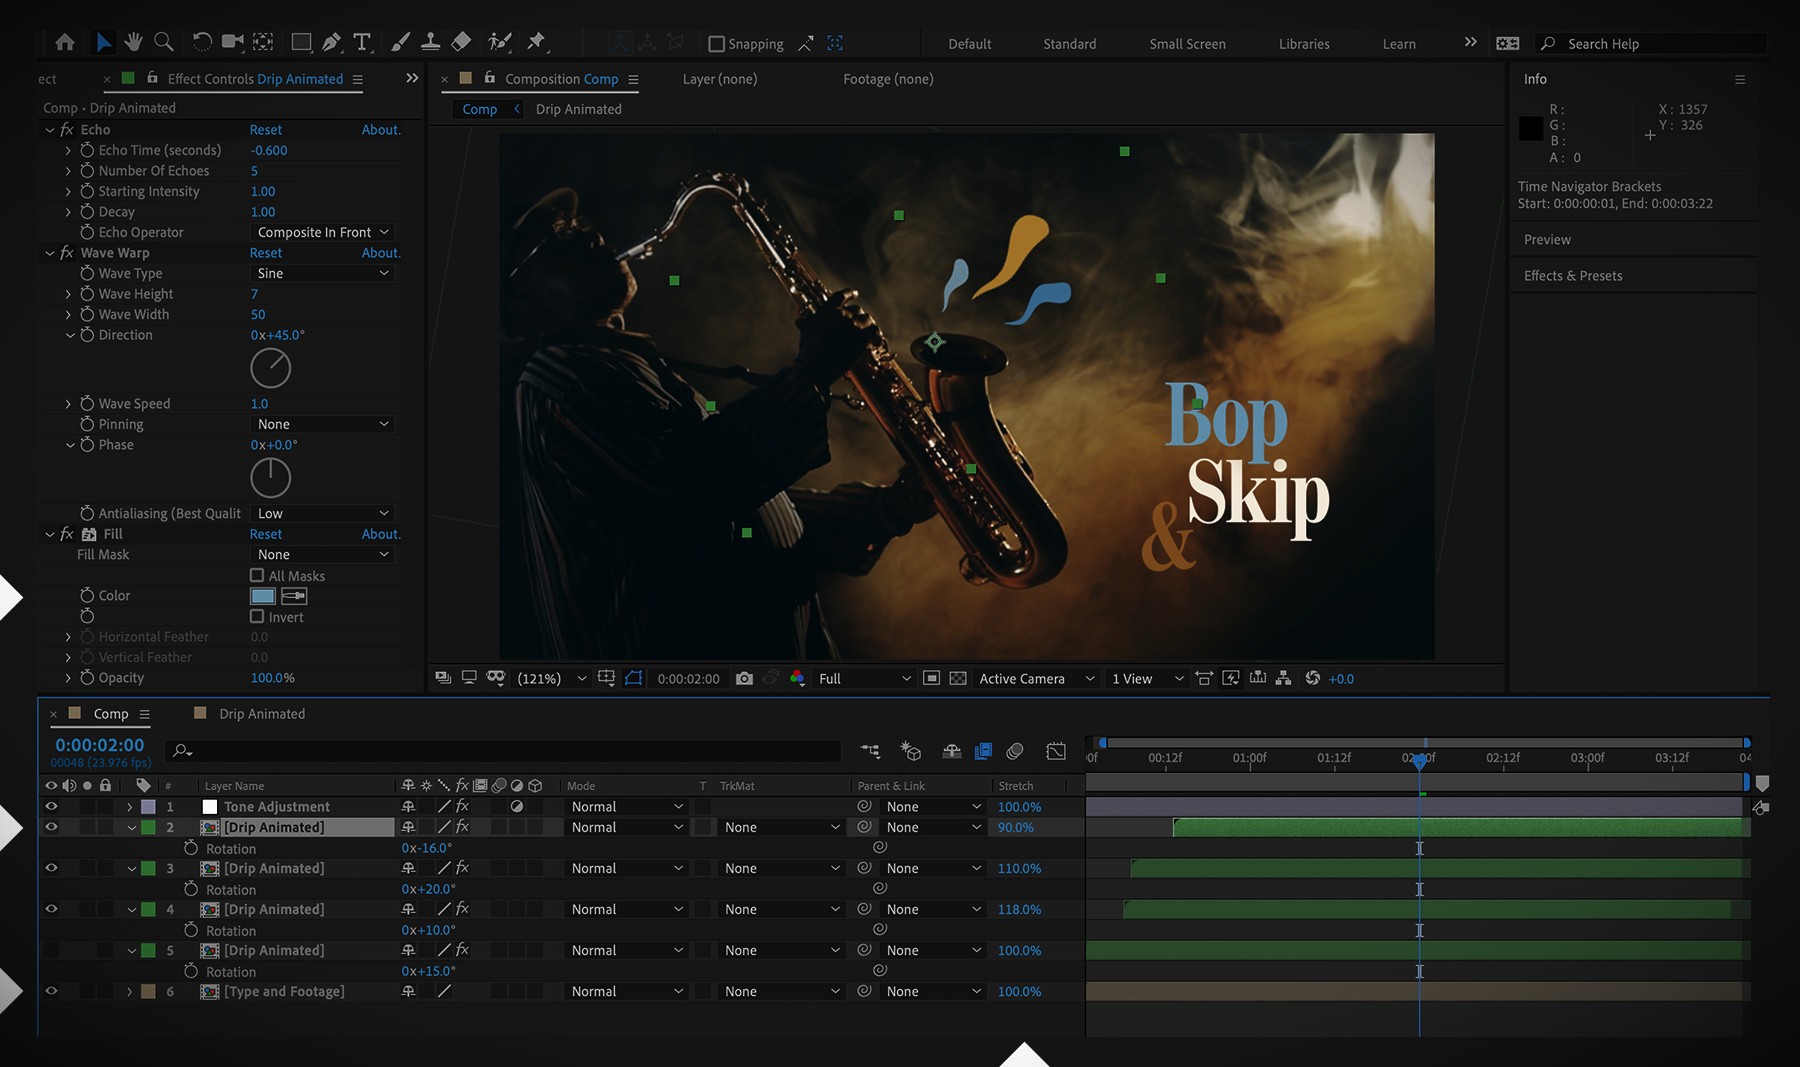 Snapping
Default
Standard
Small Screen
Libraries
Learn
Search Help
ect
Effect Controls Drip Animated
Composition Comp
Layer (none)
Footage (none)
Info
Comp • Drip Animated
Comp
Drip Animated
R:
G:
B:
A: 0
X: 1357
Y: 326
fx Echo Reset About.
Echo Time (seconds) -0.600
Number Of Echoes 5
Starting Intensity 1.00
Decay 1.00
Echo Operator Composite In Front
fx Wave Warp Reset About.
Wave Type Sine
Wave Height 7
Wave Width 50
Direction 0x+45.0°
Wave Speed 1.0
Pinning None
Phase 0x+0.0°
Antialiasing (Best Qualit Low
fx Fill Reset About.
Fill Mask None
All Masks
Color
Invert
Horizontal Feather 0.0
Vertical Feather 0.0
Opacity 100.0%
Bop
Skip
&
Time Navigator Brackets
Start: 0:00:00:01, End: 0:00:03:22
Preview
Effects & Presets
(121%) 0:00:02:00 Full Active Camera 1 View +0.0
Comp
Drip Animated
0:00:02:00
00048 (23.976 fps)
00f 00:12f 01:00f 01:12f 02:00f 02:12f 03:00f 03:12f 04
# Layer Name fx Mode T TrkMat Parent & Link Stretch
1 Tone Adjustment fx Normal None 100.0%
2 [Drip Animated] fx Normal None None 90.0%
Rotation 0x-16.0°
3 [Drip Animated] fx Normal None None 110.0%
Rotation 0x+20.0°
4 [Drip Animated] fx Normal None None 118.0%
Rotation 0x+10.0°
5 [Drip Animated] fx Normal None None 100.0%
Rotation 0x+15.0°
6 [Type and Footage] Normal None None 100.0%